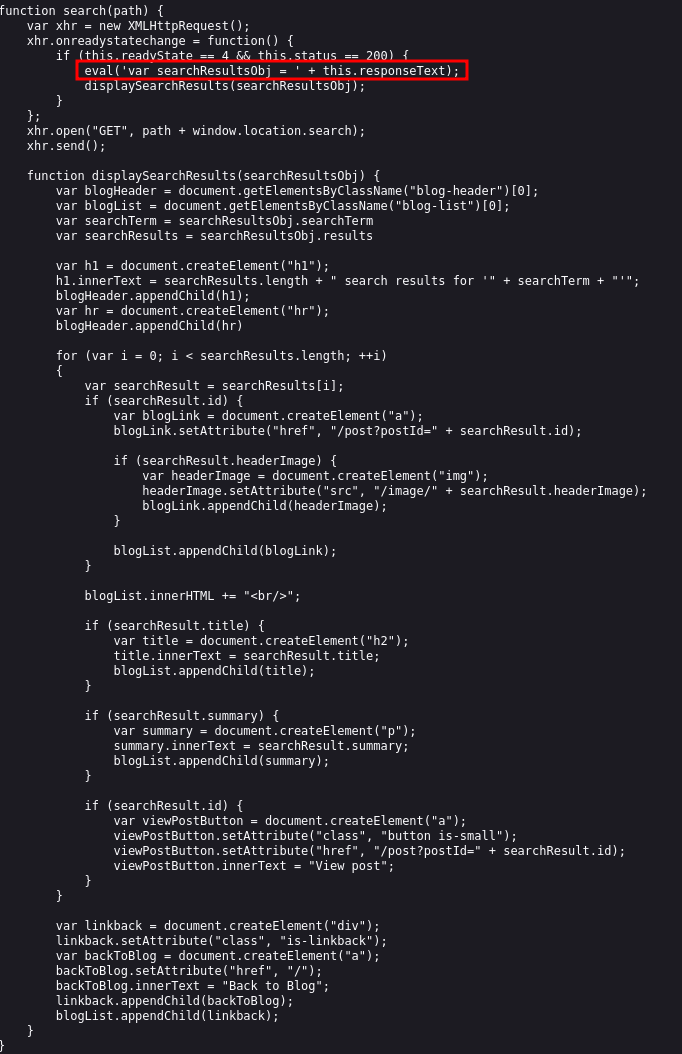 function search(path) {
    var xhr = new XMLHttpRequest();
    xhr.onreadystatechange = function() {
        if (this.readyState == 4 && this.status == 200) {
            eval('var searchResultsObj = ' + this.responseText);
            displaySearchResults(searchResultsObj);
        }
    };
    xhr.open("GET", path + window.location.search);
    xhr.send();

    function displaySearchResults(searchResultsObj) {
        var blogHeader = document.getElementsByClassName("blog-header")[0];
        var blogList = document.getElementsByClassName("blog-list")[0];
        var searchTerm = searchResultsObj.searchTerm
        var searchResults = searchResultsObj.results

        var h1 = document.createElement("h1");
        h1.innerText = searchResults.length + " search results for '" + searchTerm + "'";
        blogHeader.appendChild(h1);
        var hr = document.createElement("hr");
        blogHeader.appendChild(hr)

        for (var i = 0; i < searchResults.length; ++i)
        {
            var searchResult = searchResults[i];
            if (searchResult.id) {
                var blogLink = document.createElement("a");
                blogLink.setAttribute("href", "/post?postId=" + searchResult.id);

                if (searchResult.headerImage) {
                    var headerImage = document.createElement("img");
                    headerImage.setAttribute("src", "/image/" + searchResult.headerImage);
                    blogLink.appendChild(headerImage);
                }

                blogList.appendChild(blogLink);
            }

            blogList.innerHTML += "<br/>";

            if (searchResult.title) {
                var title = document.createElement("h2");
                title.innerText = searchResult.title;
                blogList.appendChild(title);
            }

            if (searchResult.summary) {
                var summary = document.createElement("p");
                summary.innerText = searchResult.summary;
                blogList.appendChild(summary);
            }

            if (searchResult.id) {
                var viewPostButton = document.createElement("a");
                viewPostButton.setAttribute("class", "button is-small");
                viewPostButton.setAttribute("href", "/post?postId=" + searchResult.id);
                viewPostButton.innerText = "View post";
            }
        }

        var linkback = document.createElement("div");
        linkback.setAttribute("class", "is-linkback");
        var backToBlog = document.createElement("a");
        backToBlog.setAttribute("href", "/");
        backToBlog.innerText = "Back to Blog";
        linkback.appendChild(backToBlog);
        blogList.appendChild(linkback);
    }
}